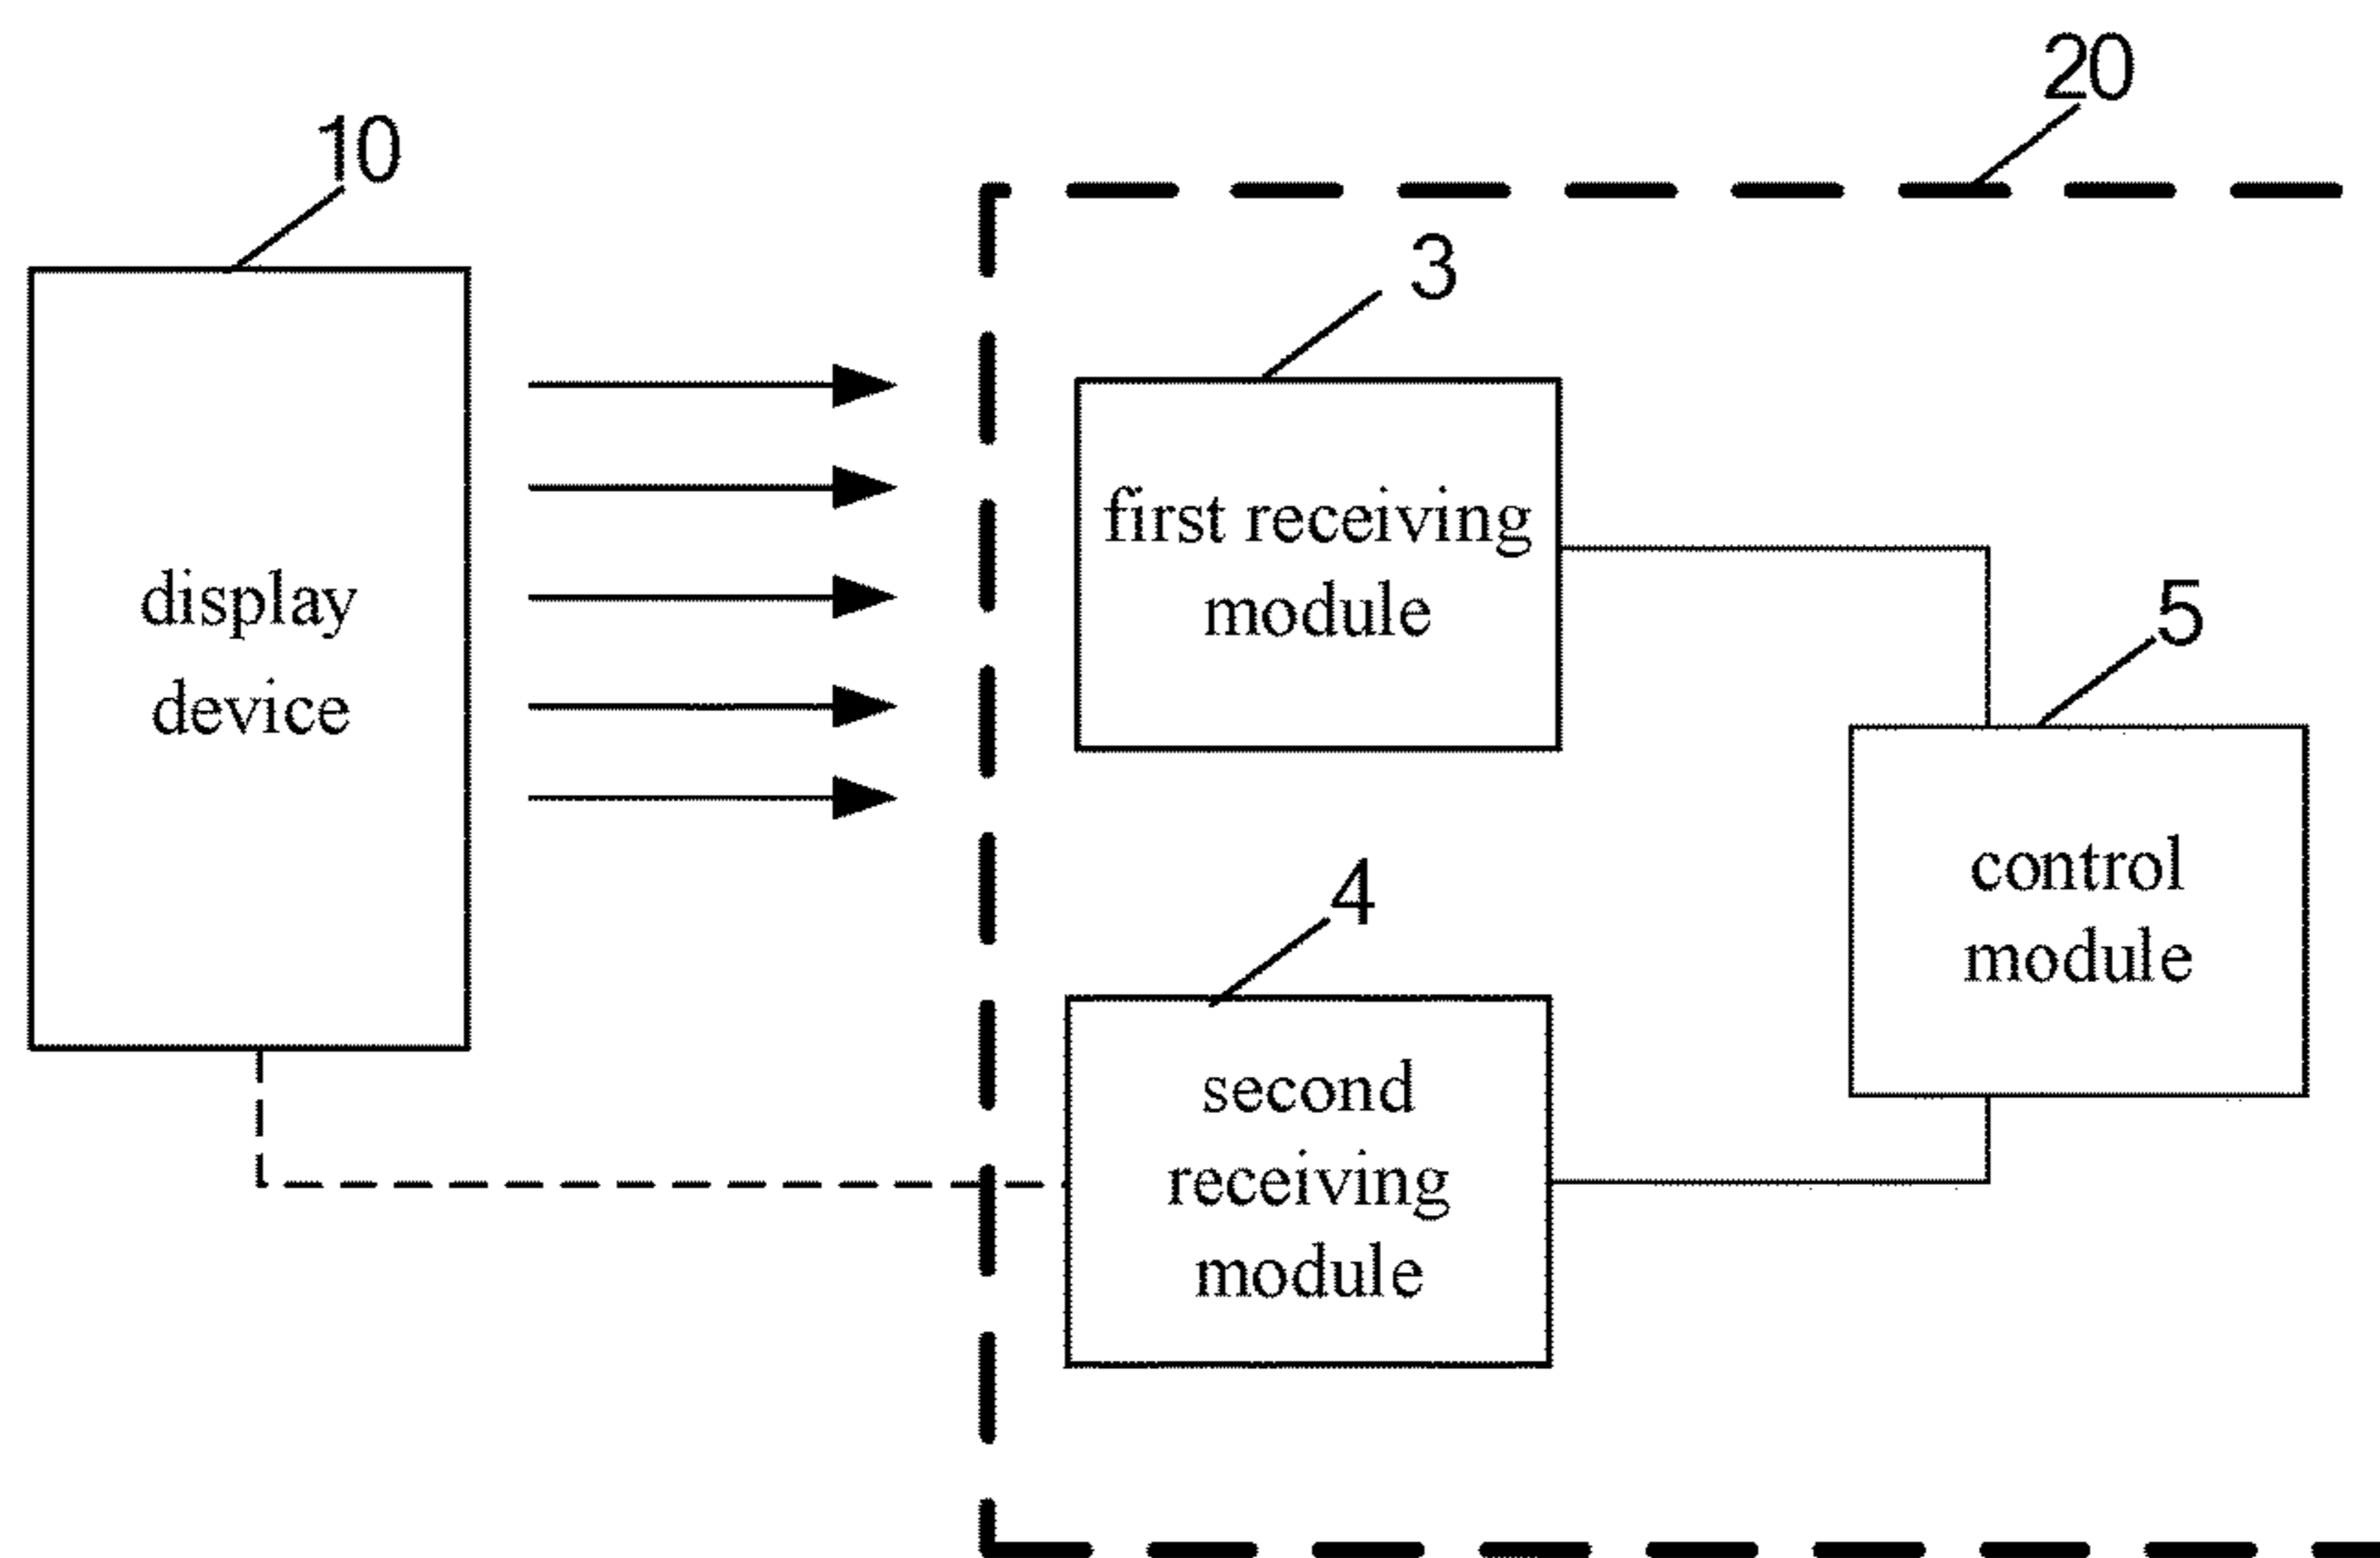 20
10
3
first receiving
module
display
device
5
control
module
4
second
receiving
module